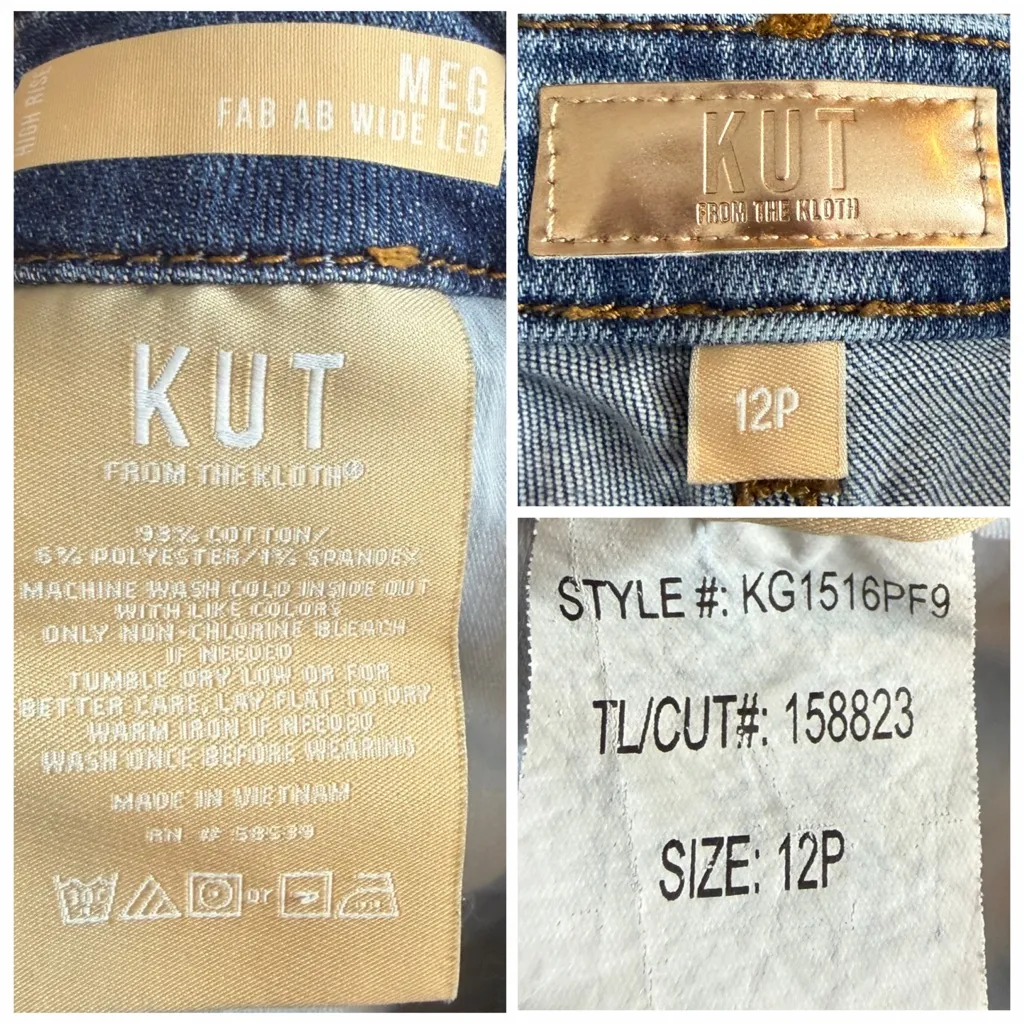 HIGH RISE
MEG
FAB AB WIDE LEG
KUT
FROM THE KLOTH®
93% COTTON/
6% POLYESTER/1% SPANDEX
MACHINE WASH COLD INSIDE OUT
WITH LIKE COLORS
ONLY NON-CHLORINE BLEACH
IF NEEDED
TUMBLE DRY LOW OR FOR
BETTER CARE, LAY FLAT TO DRY
WARM IRON IF NEEDED
WASH ONCE BEFORE WEARING
MADE IN VIETNAM
RN # 58539
or
KUT
FROM THE KLOTH
12P
STYLE #: KG1516PF9
TL/CUT#: 158823
SIZE: 12P